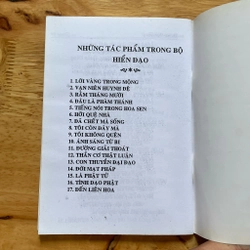 NHỮNG TÁC PHẨM TRONG BỘ
HIỂN ĐẠO
1. LỜI VÀNG TRONG MỘNG
2. VẠN NIÊN HUYNH ĐỆ
3. RẰM THÁNG MƯỜI
4. ĐÂU LÀ PHÀM THÁNH
5. TIẾNG NÓI TRONG HOA SEN
6. HỒI QUÊ NHÀ
7. ĐÃ CHẾT MÀ SỐNG
8. TÔI CÒN ĐÂY MÀ
9. TÔI KHÔNG QUÊN
10. ÁNH SÁNG TỪ BI
11. ĐƯỜNG GIẢI THOÁT
12. THẦN CƠ THẤT LUẬN
13. CON THUYỀN ĐẠI ĐẠO
14. ĐỜI MẠT PHÁP
15. LÀ PHẬT TỬ
16. TÌNH ĐẠO PHẬT
17. ĐẾN LIÊN HOA